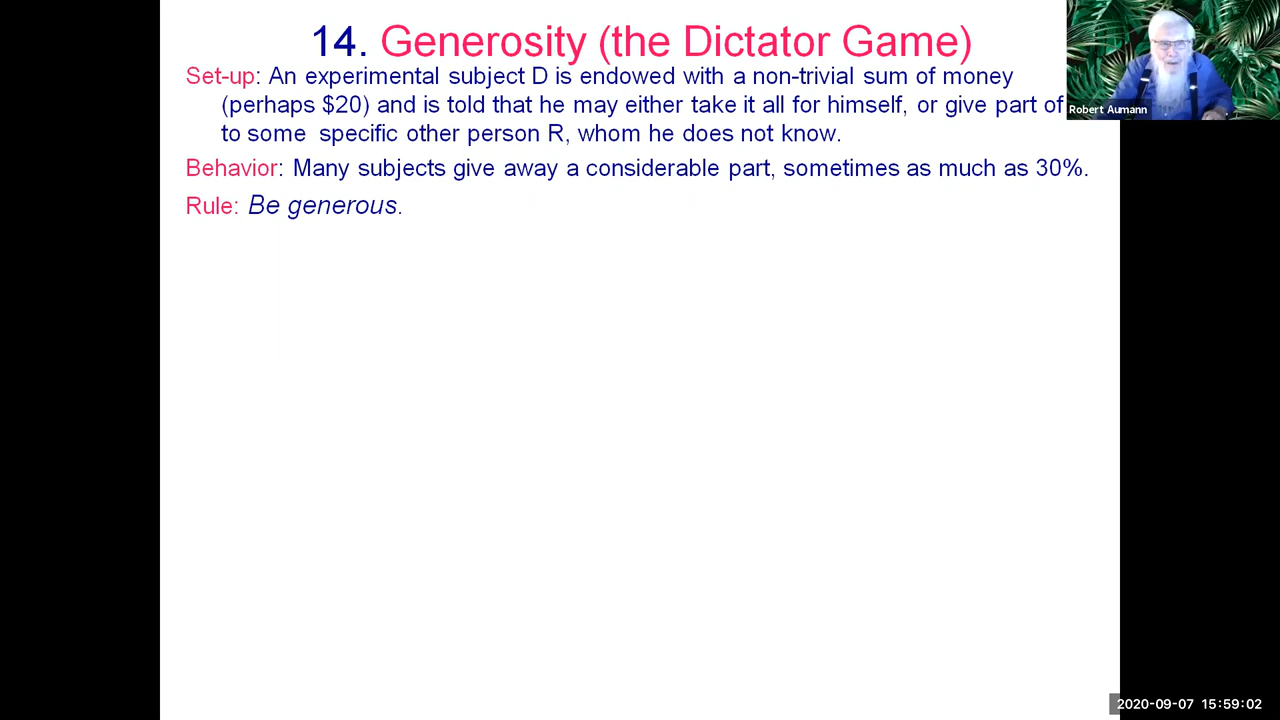 14. Generosity (the Dictator Game)
Set-up: An experimental subject D is endowed with a non-trivial sum of money
(perhaps $20) and is told that he may either take it all for himself, or give part of
to some specific other person R, whom he does not know.
Behavior: Many subjects give away a considerable part, sometimes as much as 30%.
Rule: Be generous.
Robert Aumann
2020-09-07 15:59:02